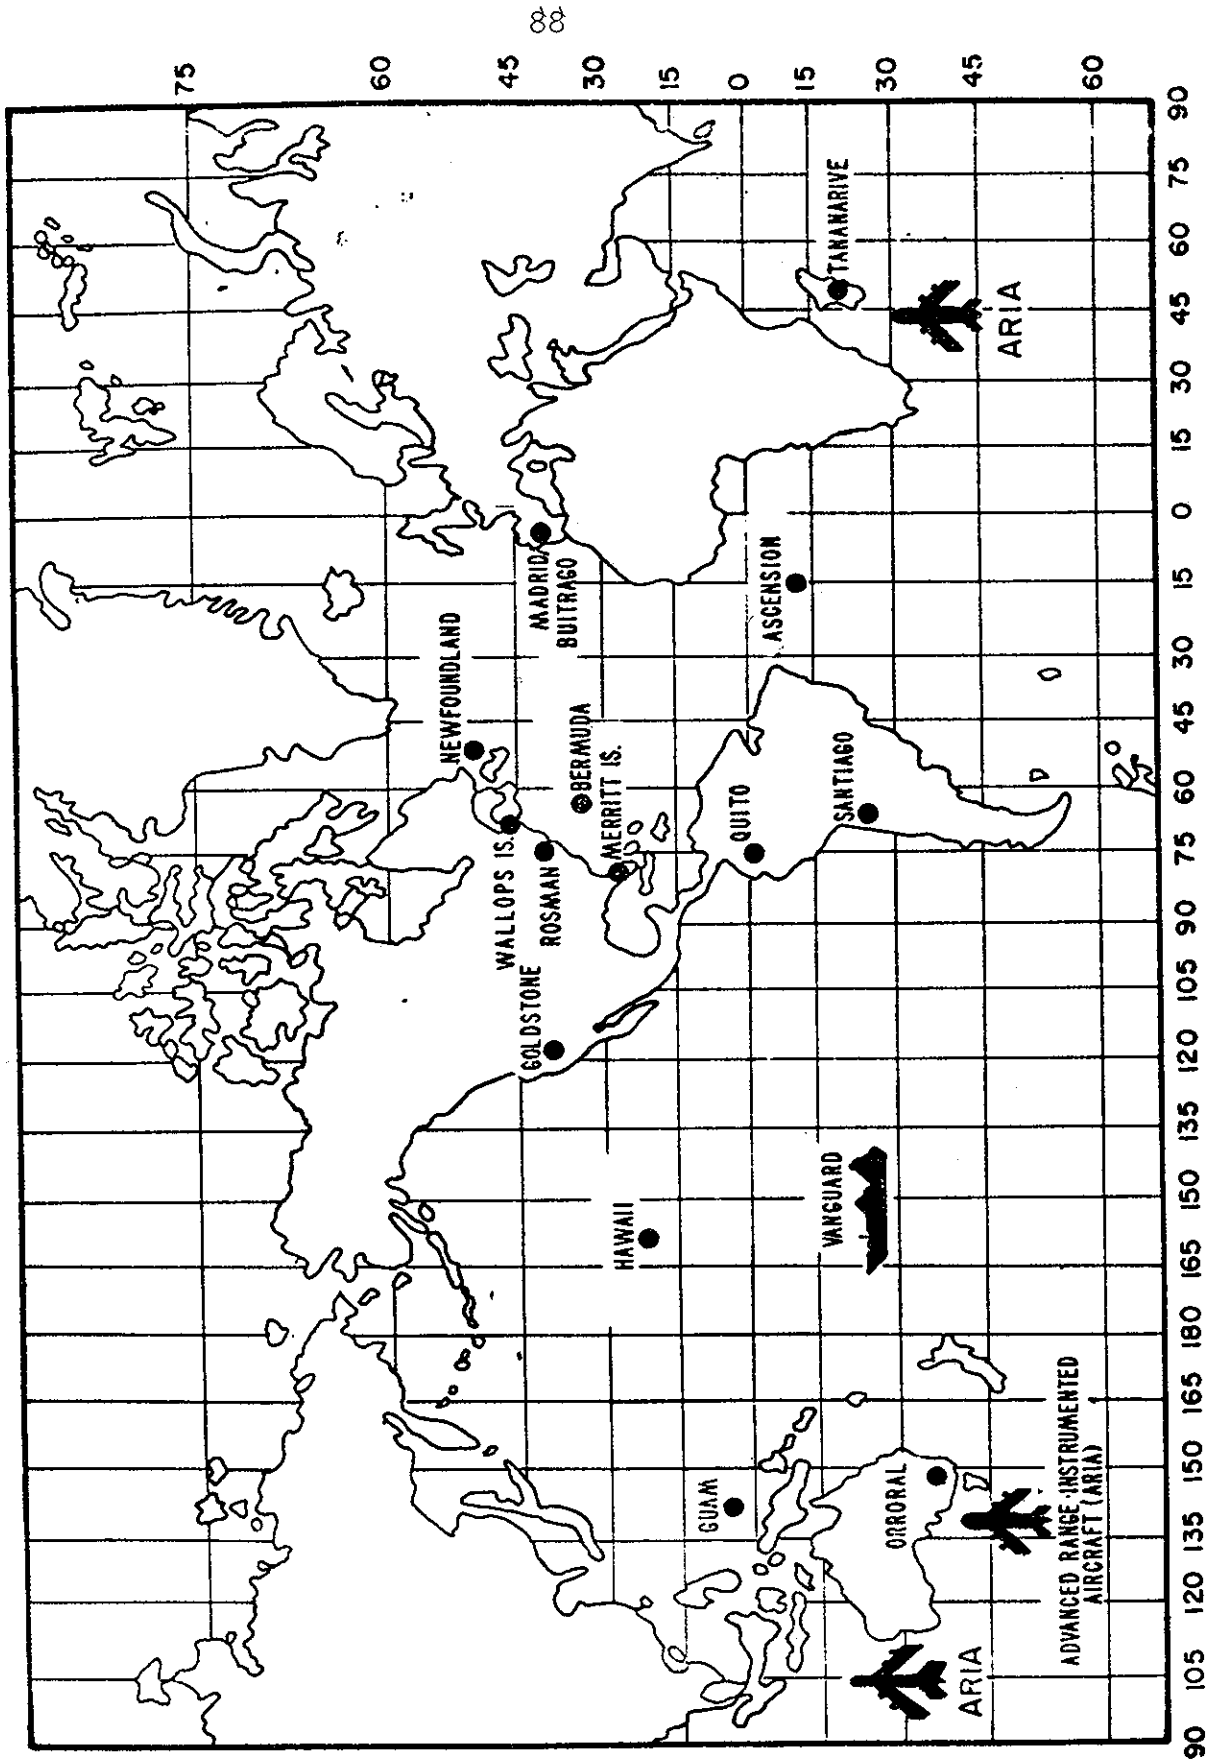 88
75
60
45
30
15
0
15
30
45
60
90
105
120
135
150
165
180
165
150
135
120
105
90
75
60
45
30
15
0
15
30
45
60
75
90
NEWFOUNDLAND
MADRID/
BUITRAGO
WALLOPS IS.
ROSMAN
GOLDSTONE
BERMUDA
MERRITT IS.
HAWAII
GUAM
QUITO
ASCENSION
SANTIAGO
TANANARIVE
VANGUARD
ORRORAL
ARIA
ARIA
ADVANCED RANGE INSTRUMENTED
AIRCRAFT (ARIA)